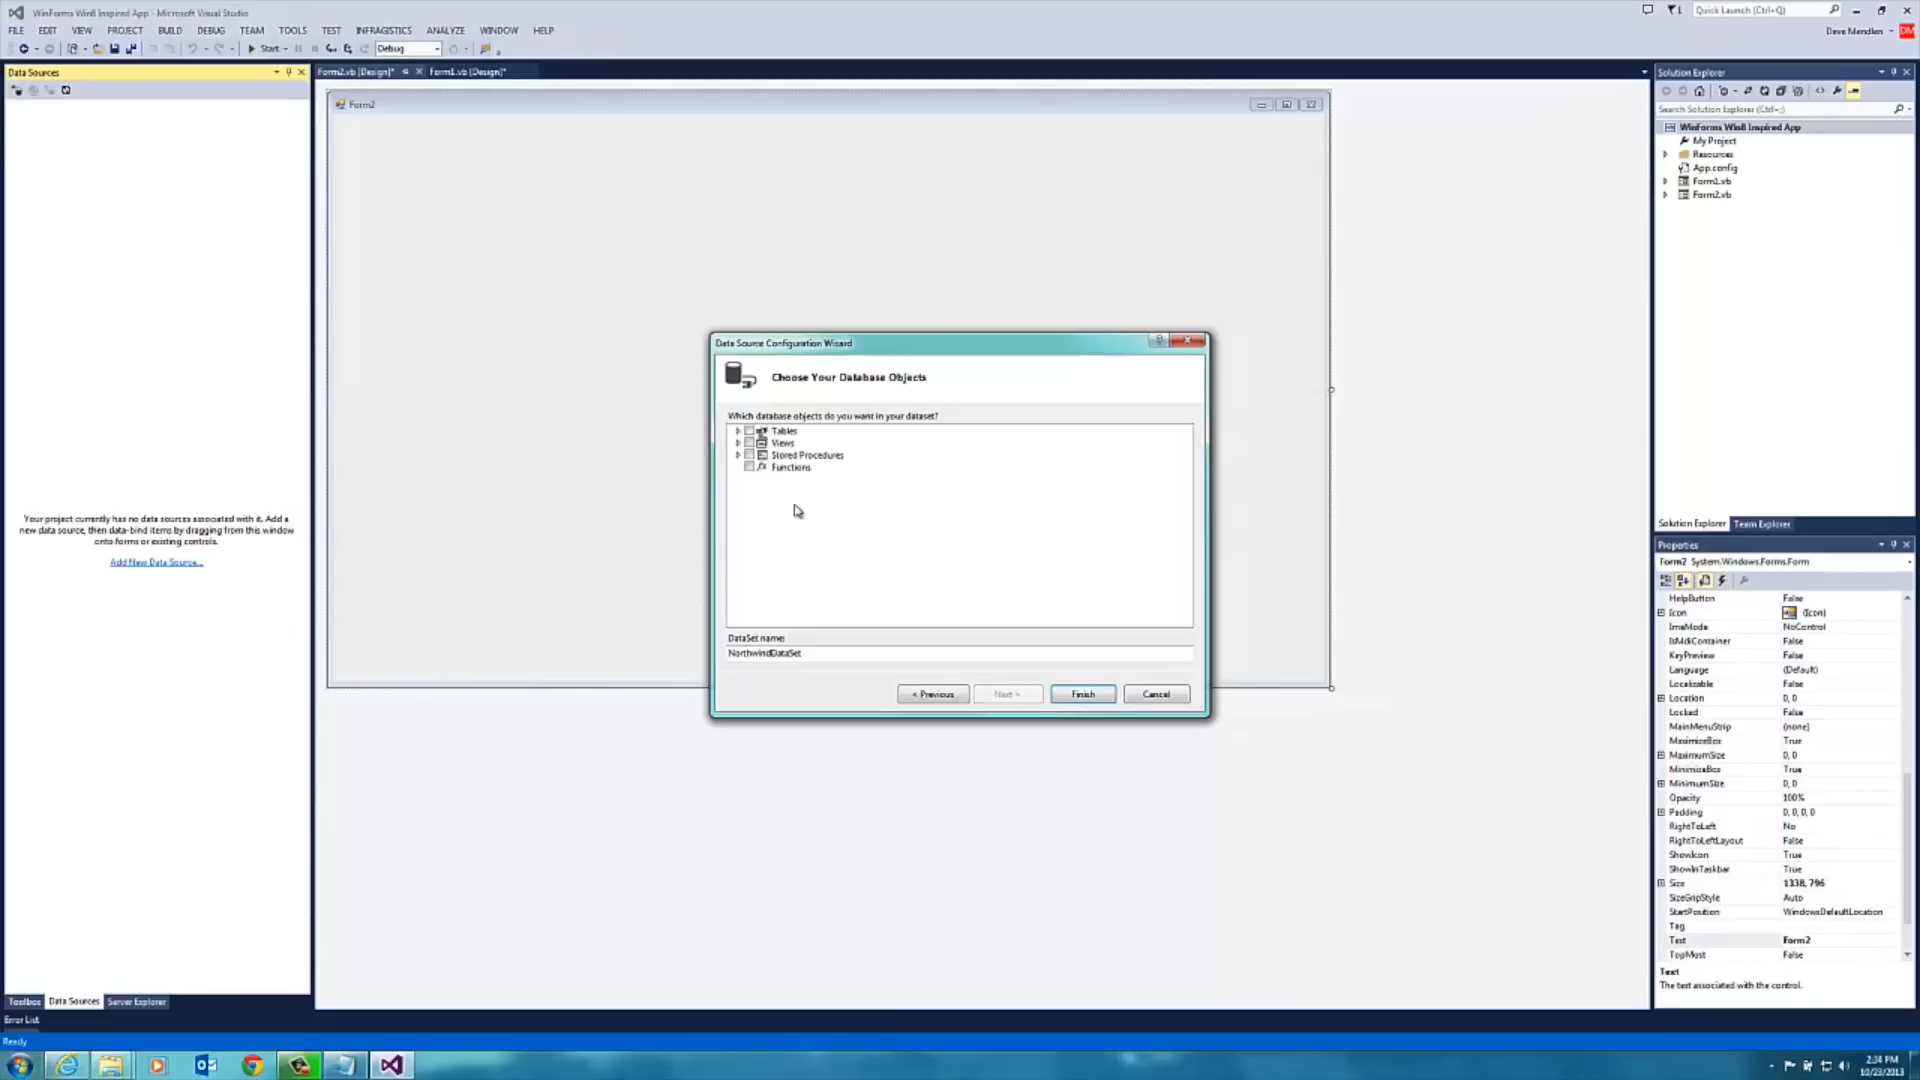 WinForms Win8 Inspired App - Microsoft Visual Studio
Quick Launch (Ctrl+Q)
FILE EDIT VIEW PROJECT BUILD DEBUG TEAM TOOLS TEST INFRAGISTICS ANALYZE WINDOW HELP
Dave Mendlen
DM
Start
Debug
Data Sources
Form2.vb [Design]*
Form1.vb [Design]*
Form2
Your project currently has no data sources associated with it. Add a
new data source, then data-bind items by dragging from this window
onto forms or existing controls.
Add New Data Source...
Toolbox
Data Sources
Server Explorer
Data Source Configuration Wizard
Choose Your Database Objects
Which database objects do you want in your dataset?
Tables
Views
Stored Procedures
Functions
DataSet name:
NorthwindDataSet
< Previous
Next >
Finish
Cancel
Solution Explorer
Search Solution Explorer (Ctrl+;)
WinForms Win8 Inspired App
My Project
Resources
App.config
Form1.vb
Form2.vb
Solution Explorer
Team Explorer
Properties
Form2 System.Windows.Forms.Form
HelpButton False
Icon (Icon)
ImeMode NoControl
IsMdiContainer False
KeyPreview False
Language (Default)
Localizable False
Location 0, 0
Locked False
MainMenuStrip (none)
MaximizeBox True
MaximumSize 0, 0
MinimizeBox True
MinimumSize 0, 0
Opacity 100%
Padding 0, 0, 0, 0
RightToLeft No
RightToLeftLayout False
ShowIcon True
ShowInTaskbar True
Size 1338, 796
SizeGripStyle Auto
StartPosition WindowsDefaultLocation
Tag
Text Form2
TopMost False
Text
The text associated with the control.
Error List
Ready
2:34 PM
10/23/2013